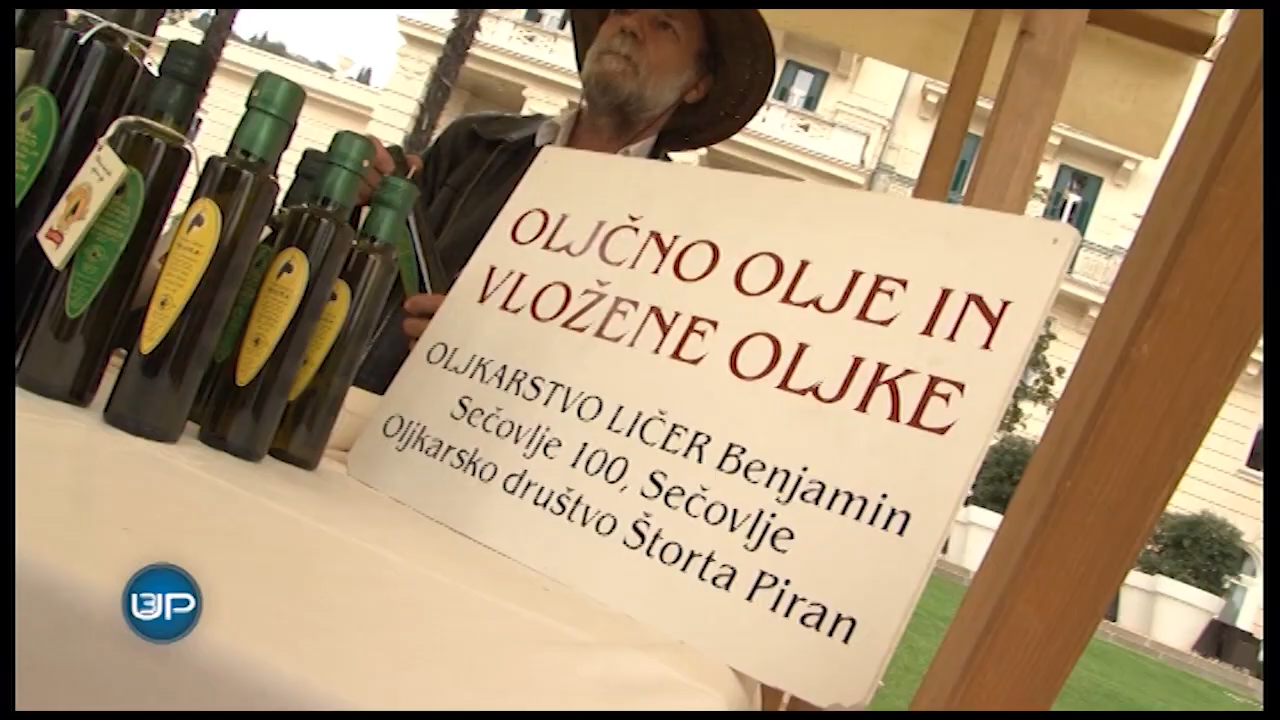 OLJČNO OLJE IN
VLOŽENE OLJKE
OLJKARSTVO LIČER Benjamin
Sečovlje 100, Sečovlje
Oljkarsko društvo Štorta Piran